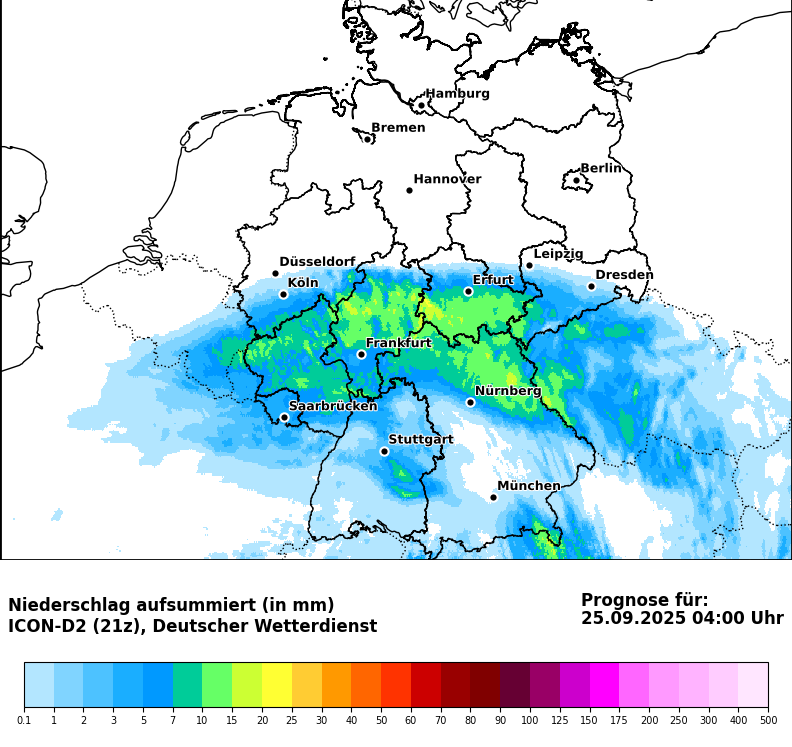 Hamburg
Bremen
Berlin
Hannover
Leipzig
Düsseldorf
Dresden
Köln
Erfurt
Frankfurt
Nürnberg
Saarbrücken
Stuttgart
München
Niederschlag aufsummiert (in mm)
ICON-D2 (21z), Deutscher Wetterdienst
Prognose für:
25.09.2025 04:00 Uhr
0.1 1 2 3 5 7 10 15 20 25 30 40 50 60 70 80 90 100 125 150 175 200 250 300 400 500